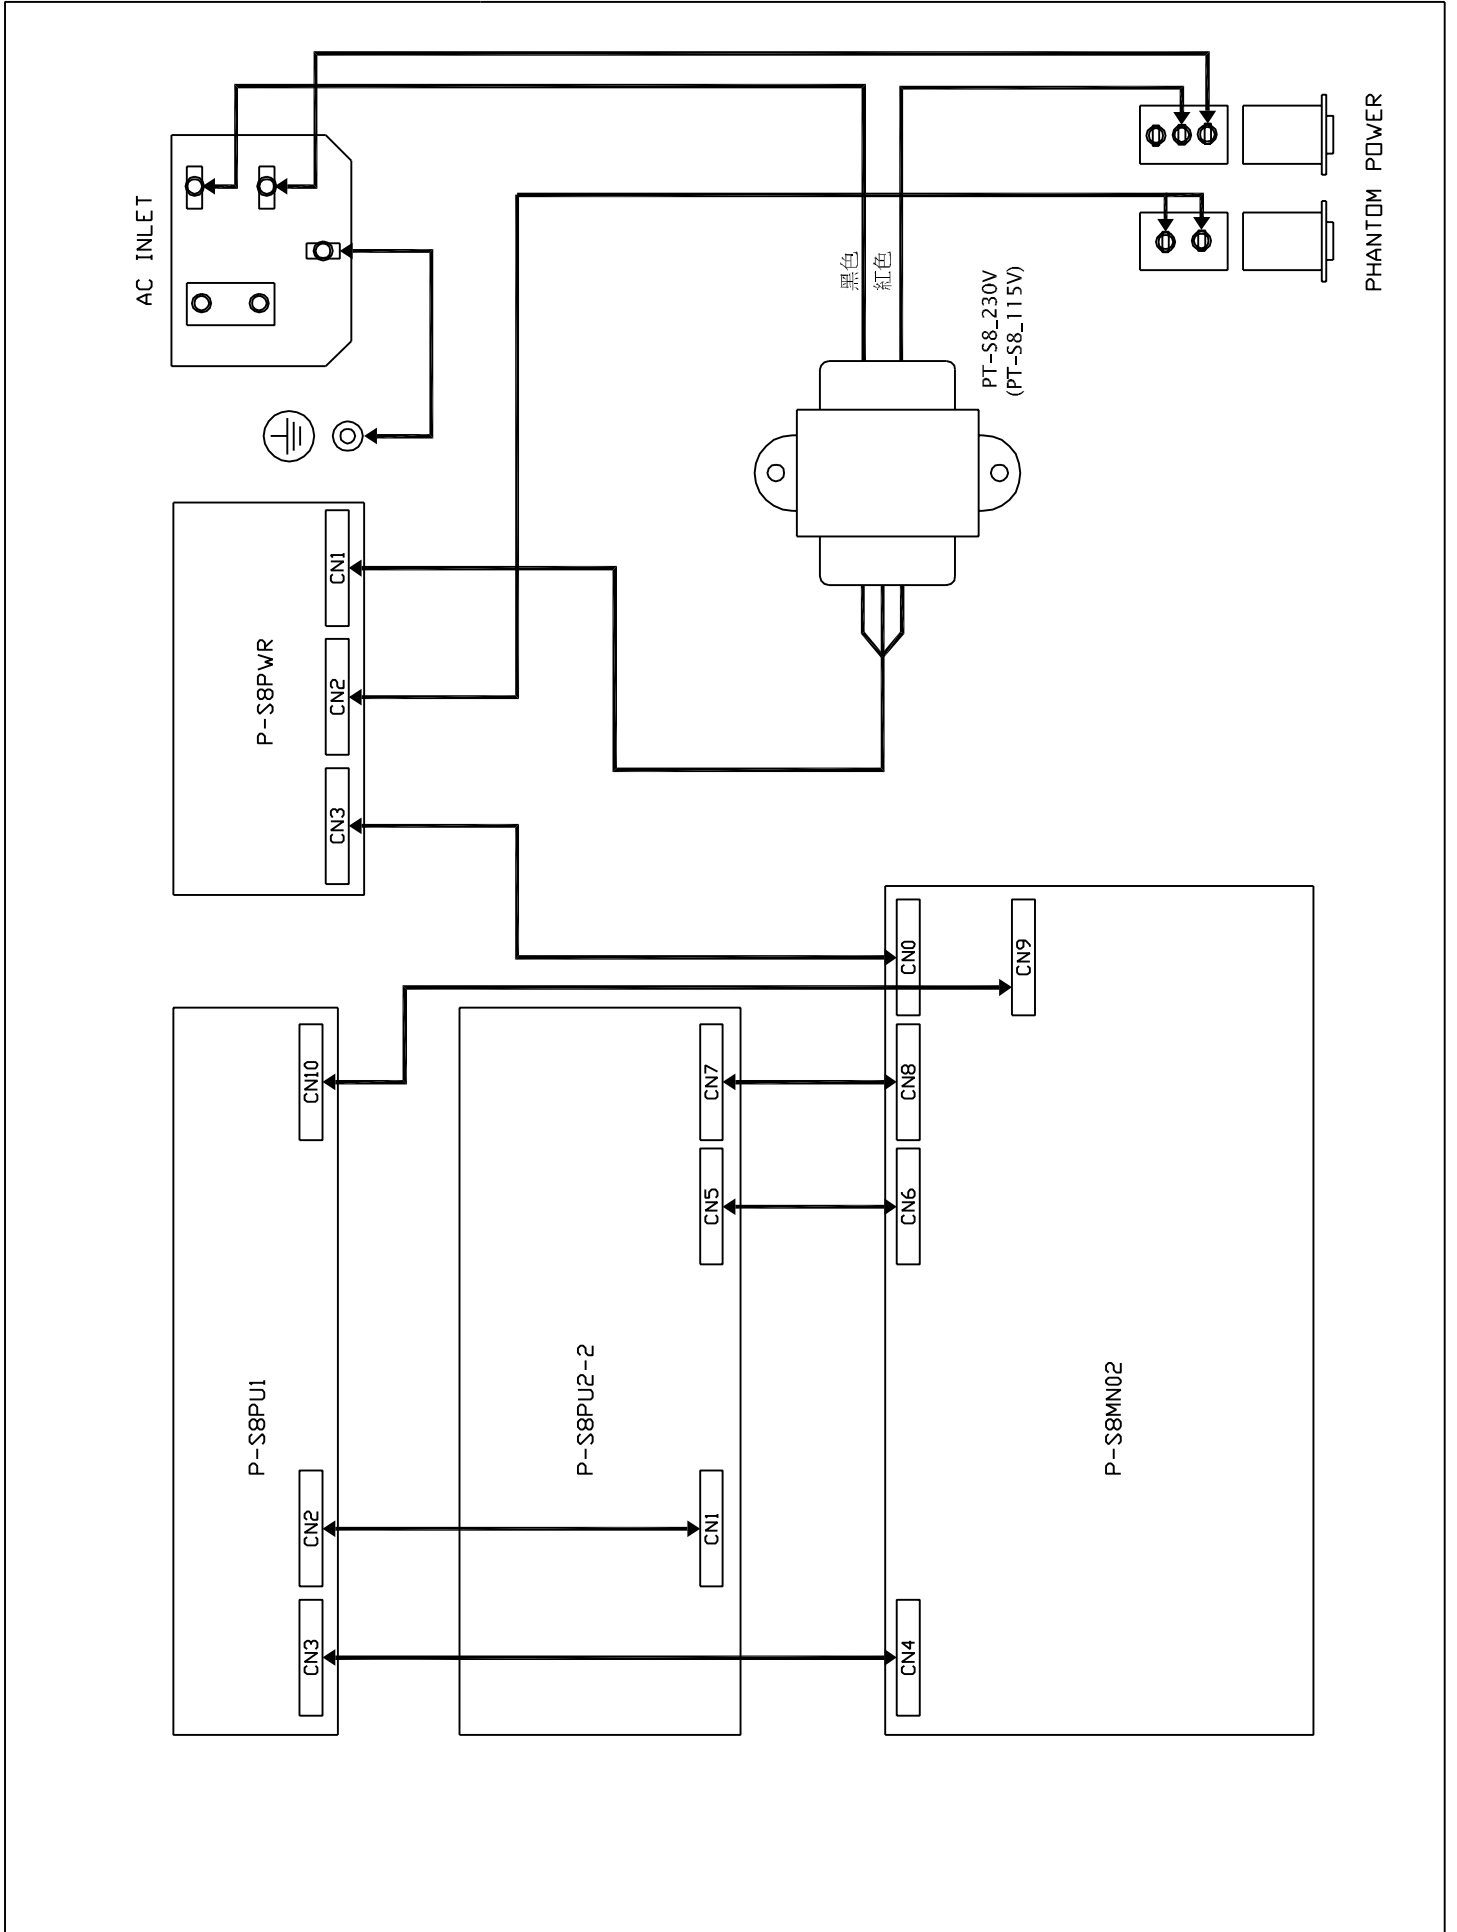 AC INLET
PHANTOM POWER
黑色
紅色
PT-S8_230V
(PT-S8_115V)
P-S8PWR
CN1
CN2
CN3
P-S8PU1
CN10
CN2
CN3
P-S8PU2-2
CN7
CN5
CN1
P-S8MN02
CN0
CN9
CN8
CN6
CN4